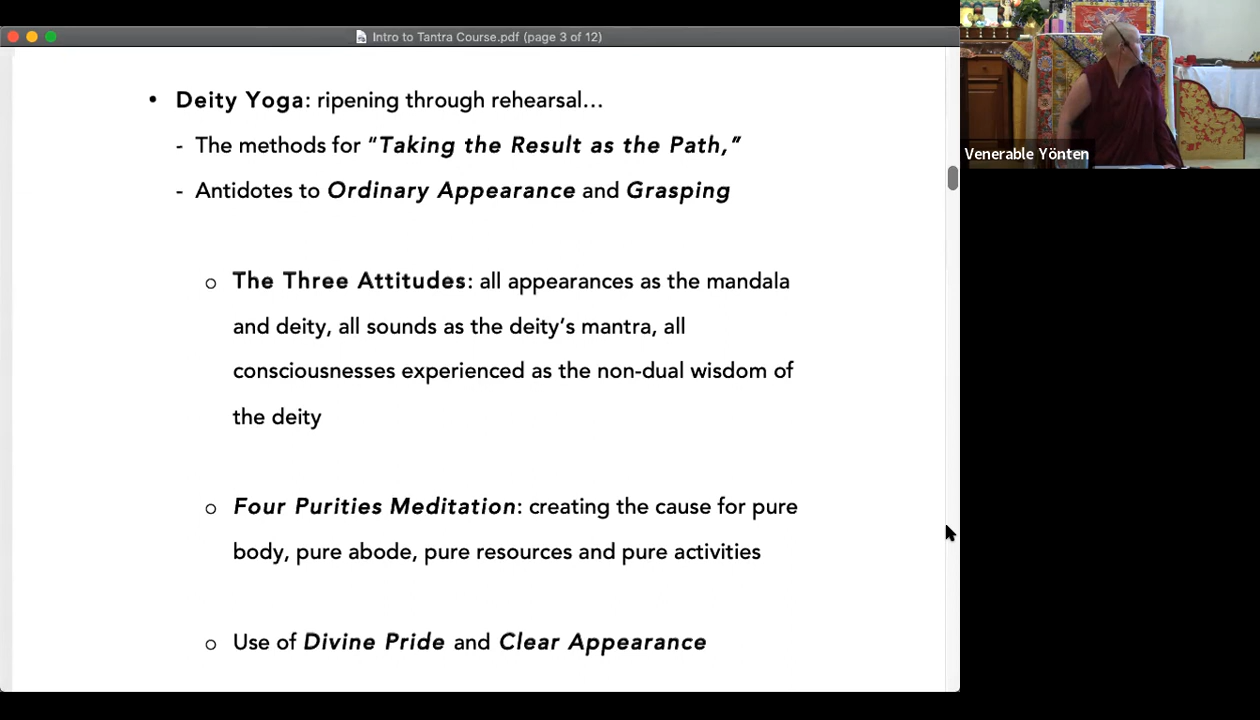 Intro to Tantra Course.pdf (page 3 of 12)
• Deity Yoga: ripening through rehearsal…
- The methods for “Taking the Result as the Path,”
- Antidotes to Ordinary Appearance and Grasping
o The Three Attitudes: all appearances as the mandala
and deity, all sounds as the deity’s mantra, all
consciousnesses experienced as the non-dual wisdom of
the deity
o Four Purities Meditation: creating the cause for pure
body, pure abode, pure resources and pure activities
o Use of Divine Pride and Clear Appearance
Venerable Yönten